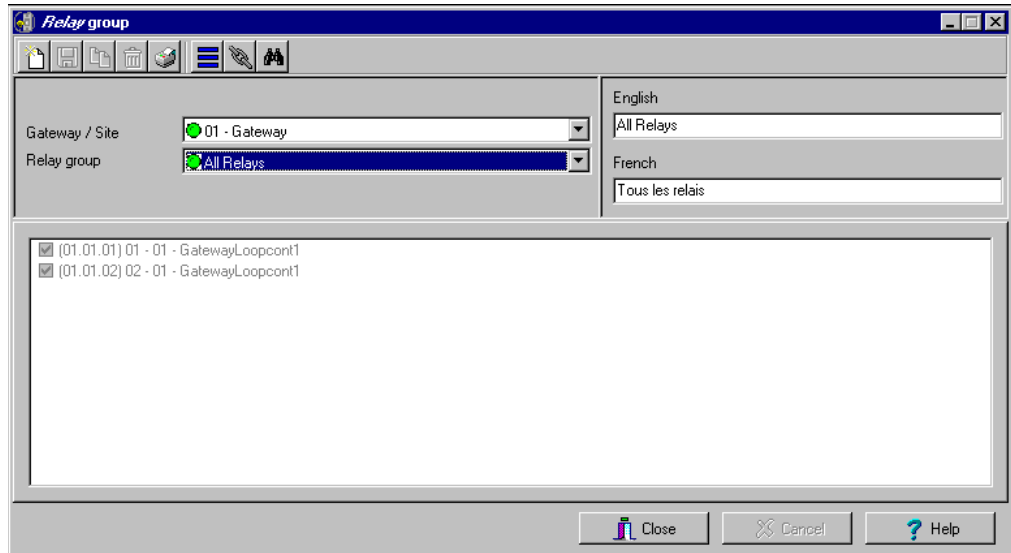 Relay group
Gateway / Site
01 - Gateway
Relay group
All Relays
English
All Relays
French
Tous les relais
(01.01.01) 01 - 01 - GatewayLoopcont1
(01.01.02) 02 - 01 - GatewayLoopcont1
Close
Cancel
? Help